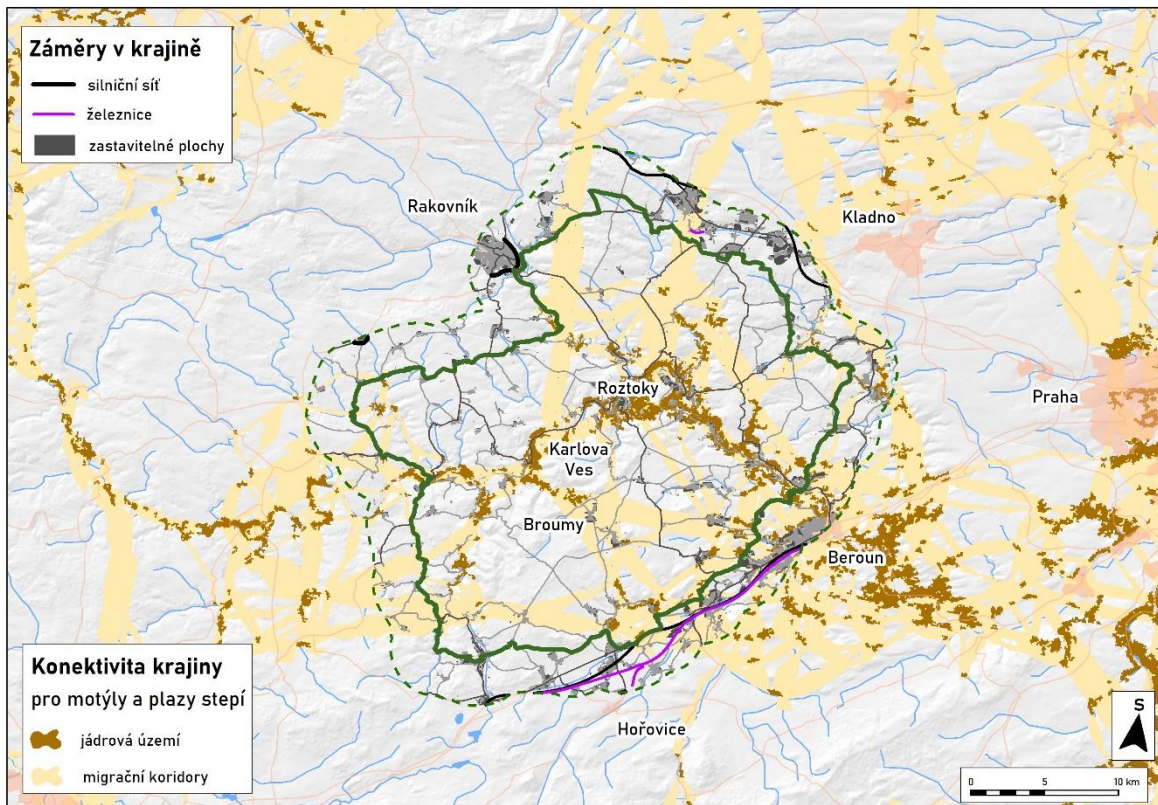 Záměry v krajině
silniční síť
železnice
zastavitelné plochy
Rakovník
Kladno
Roztoky
Praha
Karlova
Ves
Broumy
Beroun
Hořovice
Konektivita krajiny
pro motýly a plazy stepí
jádrová území
migrační koridory
S
0 5 10 km